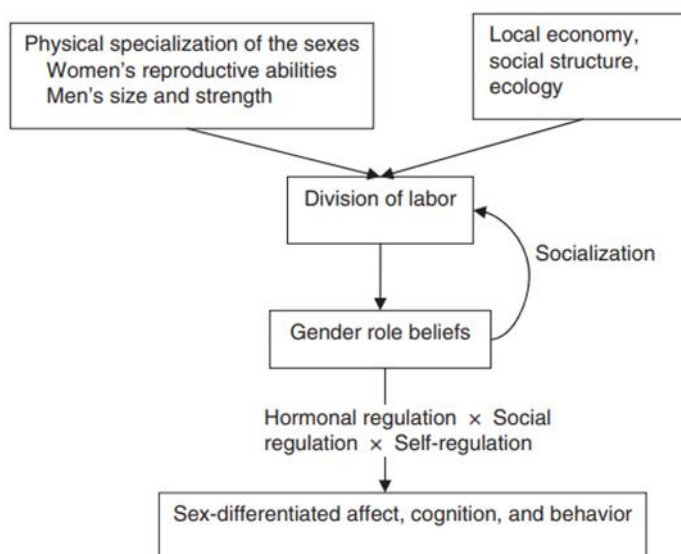 Physical specialization of the sexes
Women's reproductive abilities
Men's size and strength
Local economy,
social structure,
ecology
Division of labor
Socialization
Gender role beliefs
Hormonal regulation × Social
regulation × Self-regulation
Sex-differentiated affect, cognition, and behavior